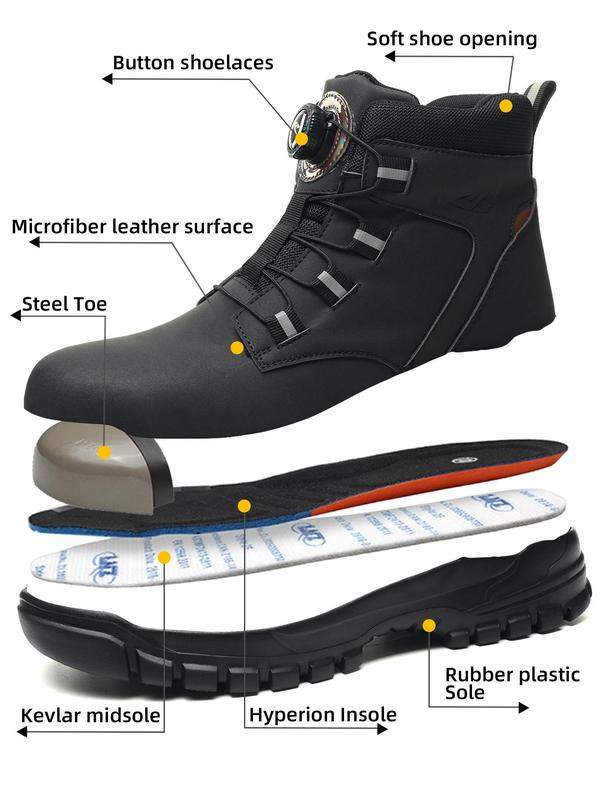 Soft shoe opening
Button shoelaces
Microfiber leather surface
Steel Toe
Rubber plastic
Sole
Kevlar midsole
Hyperion Insole